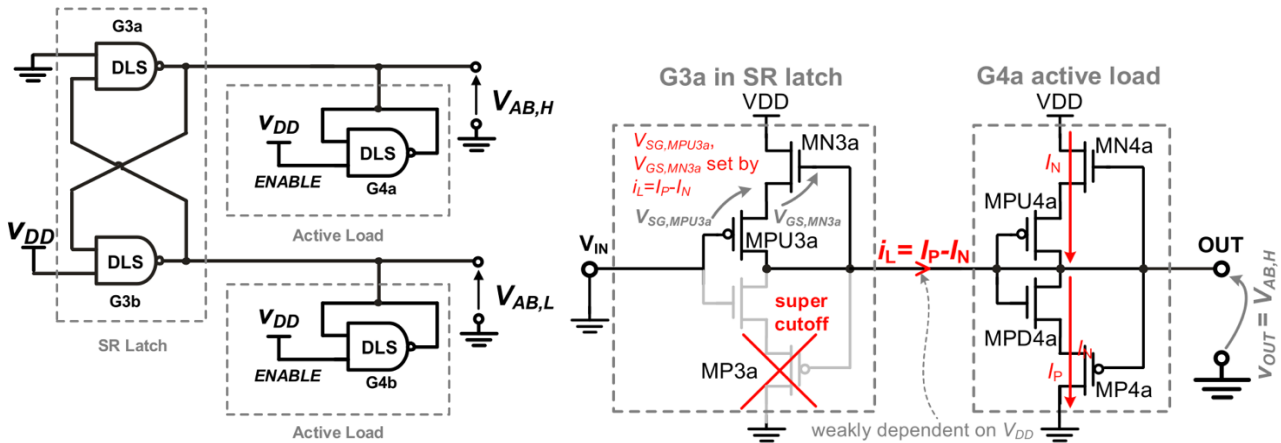 G3a
DLS
V_AB,H
v_DD
DLS
ENABLE
G4a
Active Load
v_DD
DLS
G3b
SR Latch
V_AB,L
v_DD
DLS
ENABLE
G4b
Active Load
G3a in SR latch
VDD
V_SG,MPU3a,
V_GS,MN3a set by
i_L=I_P-I_N
MN3a
V_SG,MPU3a
V_GS,MN3a
V_IN
MPU3a
super
cutoff
MP3a
i_L= I_P-I_N
weakly dependent on V_DD
G4a active load
VDD
MN4a
I_N
MPU4a
MPD4a
I_N
I_P
MP4a
OUT
v_OUT = V_AB,H